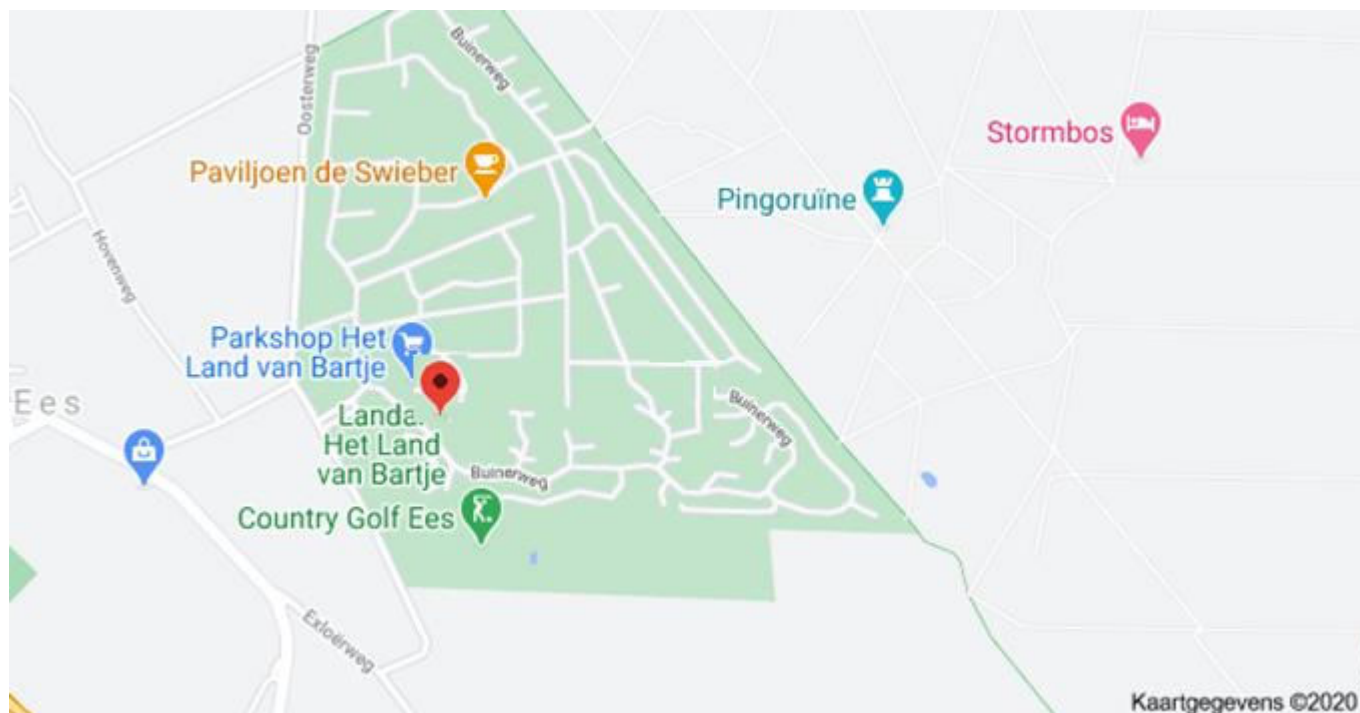 Buinerweg
Oosterweg
Stormbos
Paviljoen de Swieber
Pingoruïne
Hovenweg
Parkshop Het
Land van Bartje
Ees
Landa.
Het Land
van Bartje
Buinerweg
Buinerweg
Country Golf Ees
Exloërweg
Kaartgegevens ©2020